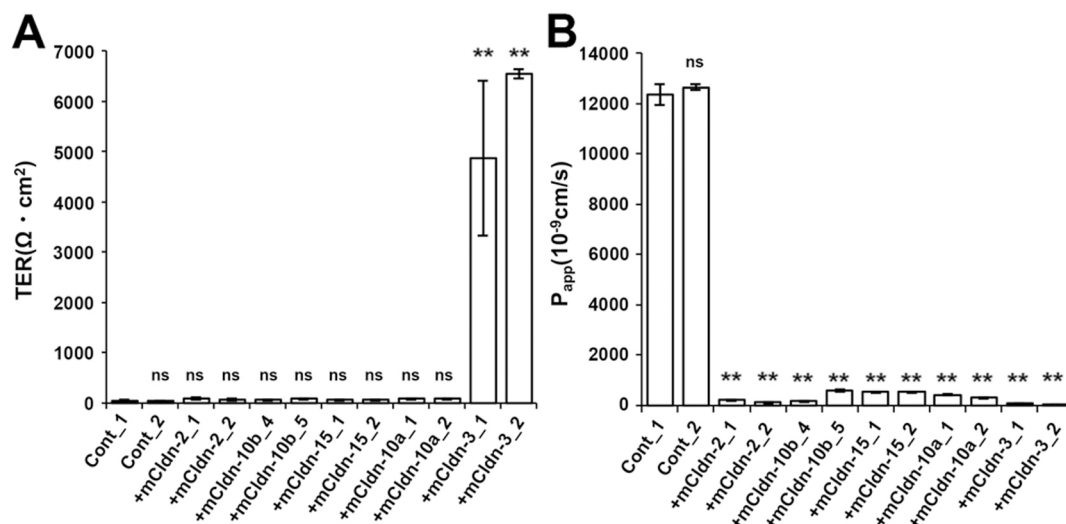 A
TER(Ω・cm²)
7000
6000
5000
4000
3000
2000
1000
0
ns ns ns ns ns ns ns ns ns ** **
Cont_1
Cont_2
+mCldn-2_1
+mCldn-2_2
+mCldn-10b_4
+mCldn-10b_5
+mCldn-15_1
+mCldn-15_2
+mCldn-10a_1
+mCldn-10a_2
+mCldn-3_1
+mCldn-3_2
B
Papp(10⁻⁹cm/s)
14000
12000
10000
8000
6000
4000
2000
0
ns
** ** ** ** ** ** ** ** ** **
Cont_1
Cont_2
+mCldn-2_1
+mCldn-2_2
+mCldn-10b_4
+mCldn-10b_5
+mCldn-15_1
+mCldn-15_2
+mCldn-10a_1
+mCldn-10a_2
+mCldn-3_1
+mCldn-3_2